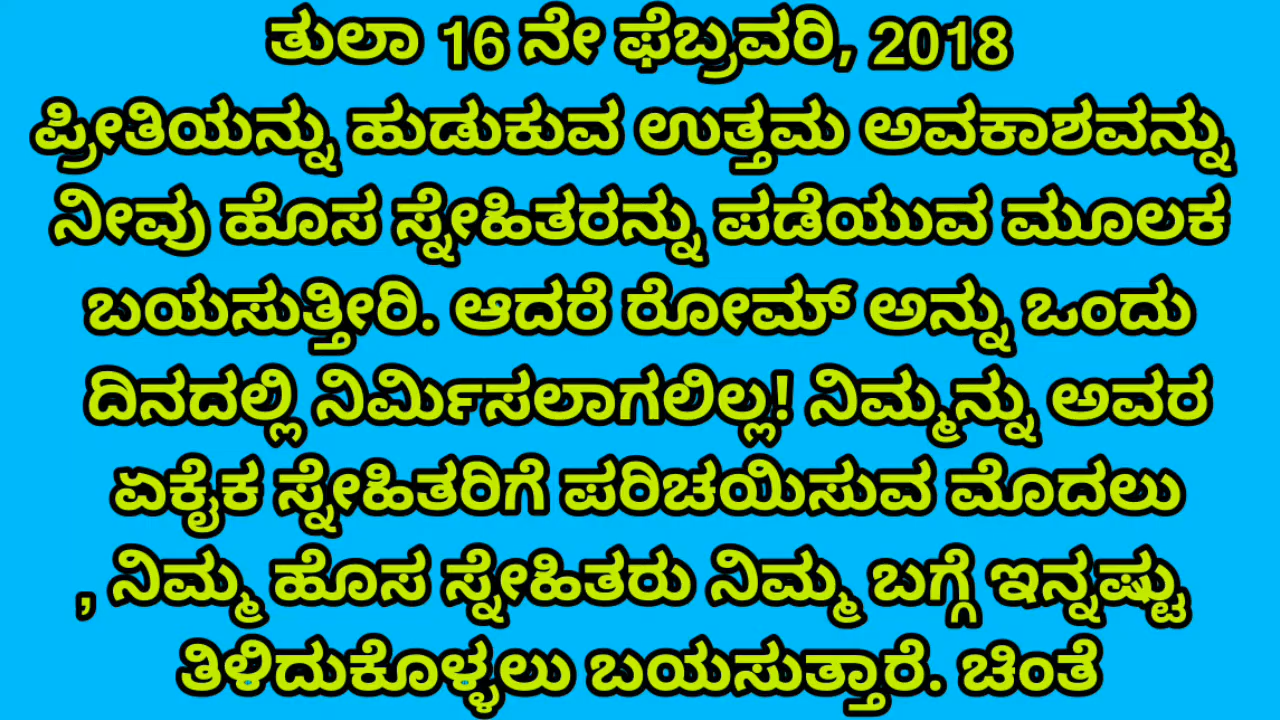 ತುಲಾ 16 ನೇ ಫೆಬ್ರವರಿ, 2018
ಪ್ರೀತಿಯನ್ನು ಹುಡುಕುವ ಉತ್ತಮ ಅವಕಾಶವನ್ನು
ನೀವು ಹೊಸ ಸ್ನೇಹಿತರನ್ನು ಪಡೆಯುವ ಮೂಲಕ
ಬಯಸುತ್ತೀರಿ. ಆದರೆ ರೋಮ್ ಅನ್ನು ಒಂದು
ದಿನದಲ್ಲಿ ನಿರ್ಮಿಸಲಾಗಲಿಲ್ಲ! ನಿಮ್ಮನ್ನು ಅವರ
ಏಕೈಕ ಸ್ನೇಹಿತರಿಗೆ ಪರಿಚಯಿಸುವ ಮೊದಲು
, ನಿಮ್ಮ ಹೊಸ ಸ್ನೇಹಿತರು ನಿಮ್ಮ ಬಗ್ಗೆ ಇನ್ನಷ್ಟು
ತಿಳಿದುಕೊಳ್ಳಲು ಬಯಸುತ್ತಾರೆ. ಚಿಂತೆ